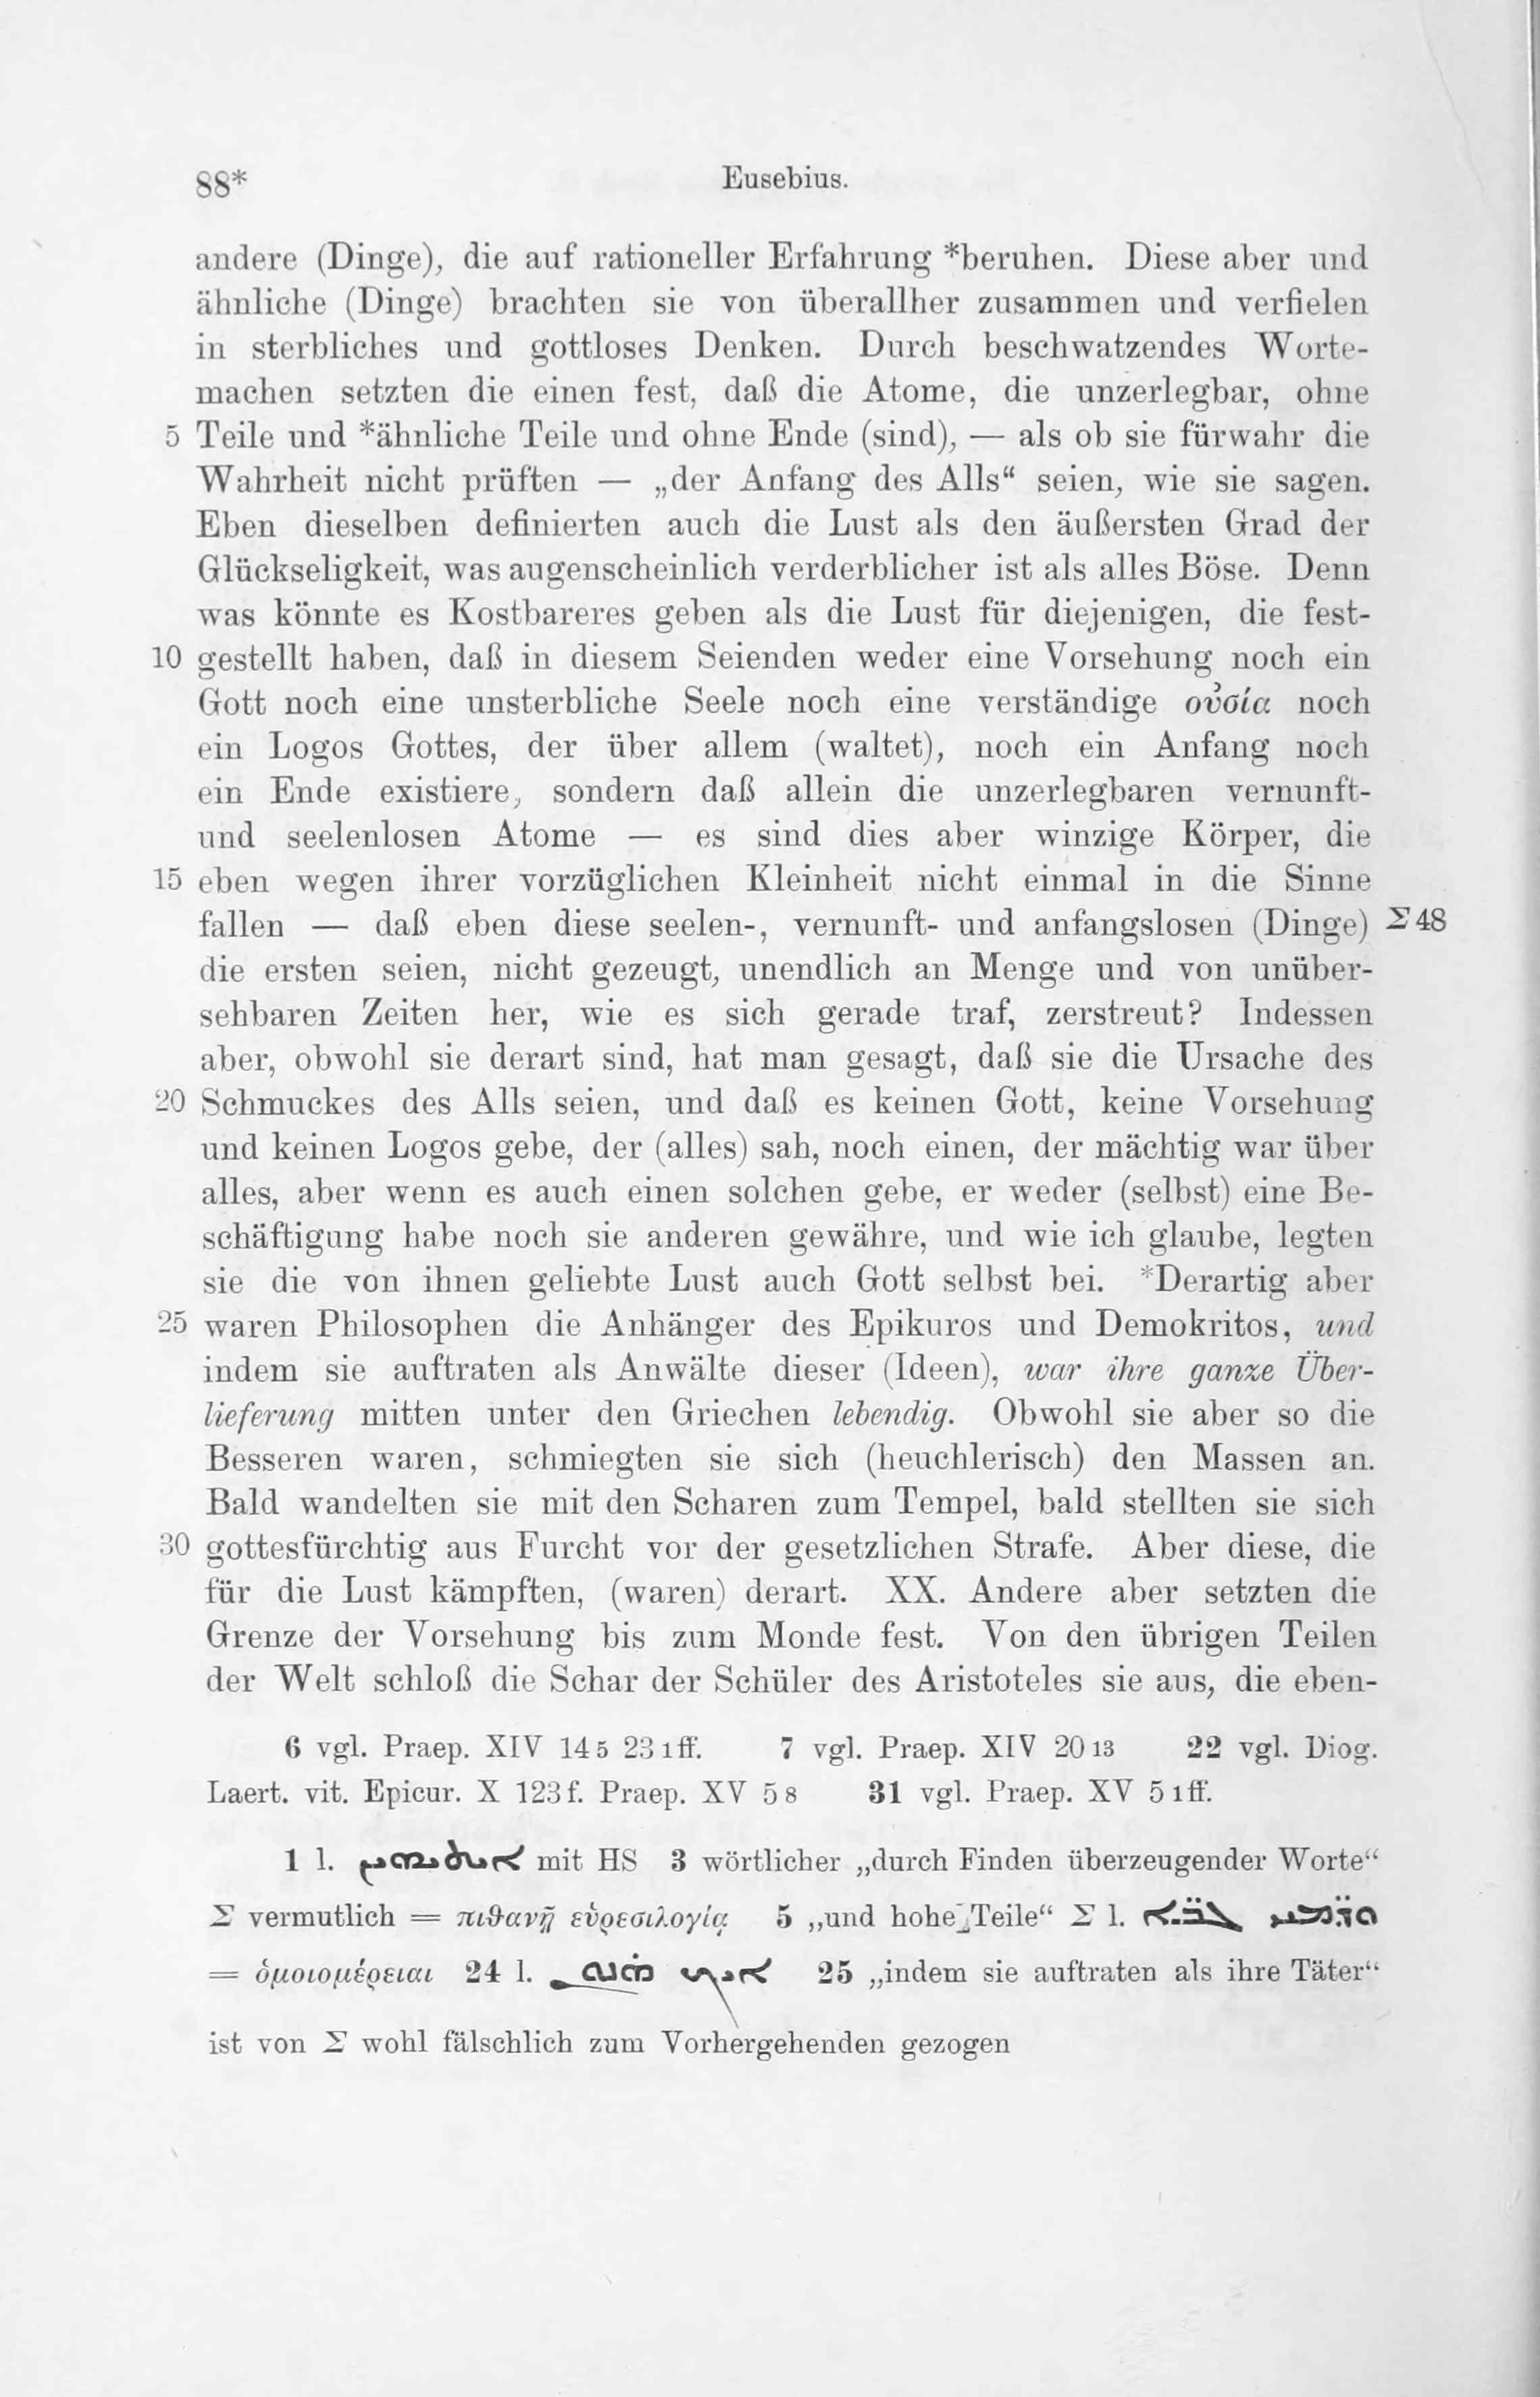 88*
Eusebius.
andere (Dinge), die auf rationeller Erfahrung *beruhen. Diese aber und
ähnliche (Dinge) brachten sie von überallher zusammen und verfielen
in sterbliches und gottloses Denken. Durch beschwatzendes Worte-
machen setzten die einen fest, daß die Atome, die unzerlegbar, ohne
5 Teile und *ähnliche Teile und ohne Ende (sind), — als ob sie fürwahr die
Wahrheit nicht prüften — „der Anfang des Alls“ seien, wie sie sagen.
Eben dieselben definierten auch die Lust als den äußersten Grad der
Glückseligkeit, was augenscheinlich verderblicher ist als alles Böse. Denn
was könnte es Kostbareres geben als die Lust für diejenigen, die fest-
10 gestellt haben, daß in diesem Seienden weder eine Vorsehung noch ein
Gott noch eine unsterbliche Seele noch eine verständige οὐσία noch
ein Logos Gottes, der über allem (waltet), noch ein Anfang noch
ein Ende existiere, sondern daß allein die unzerlegbaren vernunft-
und seelenlosen Atome — es sind dies aber winzige Körper, die
15 eben wegen ihrer vorzüglichen Kleinheit nicht einmal in die Sinne
fallen — daß eben diese seelen-, vernunft- und anfangslosen (Dinge) Σ 48
die ersten seien, nicht gezeugt, unendlich an Menge und von unüber-
sehbaren Zeiten her, wie es sich gerade traf, zerstreut? Indessen
aber, obwohl sie derart sind, hat man gesagt, daß sie die Ursache des
20 Schmuckes des Alls seien, und daß es keinen Gott, keine Vorsehung
und keinen Logos gebe, der (alles) sah, noch einen, der mächtig war über
alles, aber wenn es auch einen solchen gebe, er weder (selbst) eine Be-
schäftigung habe noch sie anderen gewähre, und wie ich glaube, legten
sie die von ihnen geliebte Lust auch Gott selbst bei. *Derartig aber
25 waren Philosophen die Anhänger des Epikuros und Demokritos, und
indem sie auftraten als Anwälte dieser (Ideen), war ihre ganze Über-
lieferung mitten unter den Griechen lebendig. Obwohl sie aber so die
Besseren waren, schmiegten sie sich (heuchlerisch) den Massen an.
Bald wandelten sie mit den Scharen zum Tempel, bald stellten sie sich
30 gottesfürchtig aus Furcht vor der gesetzlichen Strafe. Aber diese, die
für die Lust kämpften, (waren) derart. XX. Andere aber setzten die
Grenze der Vorsehung bis zum Monde fest. Von den übrigen Teilen
der Welt schloß die Schar der Schüler des Aristoteles sie aus, die eben-
6 vgl. Praep. XIV 14 5 23 1ff. 7 vgl. Praep. XIV 20 13 22 vgl. Diog.
Laert. vit. Epicur. X 123 f. Praep. XV 5 8 31 vgl. Praep. XV 5 1ff.
1 l. mit HS 3 wörtlicher „durch Finden überzeugender Worte“
Σ vermutlich = πιθανῇ εὑρεσιλογίᾳ 5 „und hohe Teile“ Σ l.
= ὁμοιομέρειαι 24 l. 25 „indem sie auftraten als ihre Täter“
ist von Σ wohl fälschlich zum Vorhergehenden gezogen